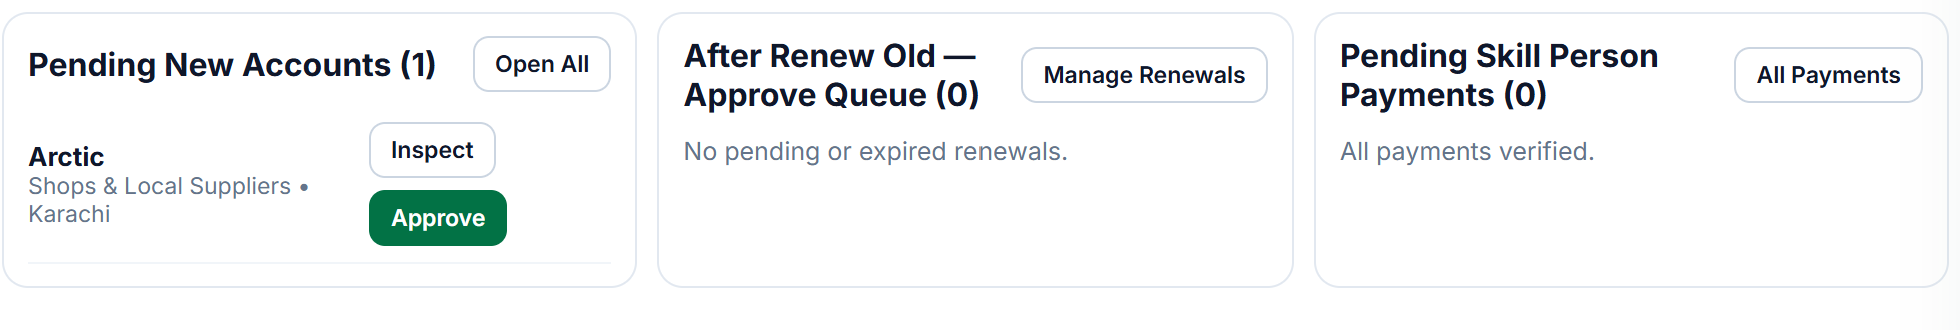 Pending New Accounts (1)
Open All
Arctic
Shops & Local Suppliers •
Karachi
Inspect
Approve
After Renew Old —
Approve Queue (0)
Manage Renewals
No pending or expired renewals.
Pending Skill Person
Payments (0)
All Payments
All payments verified.